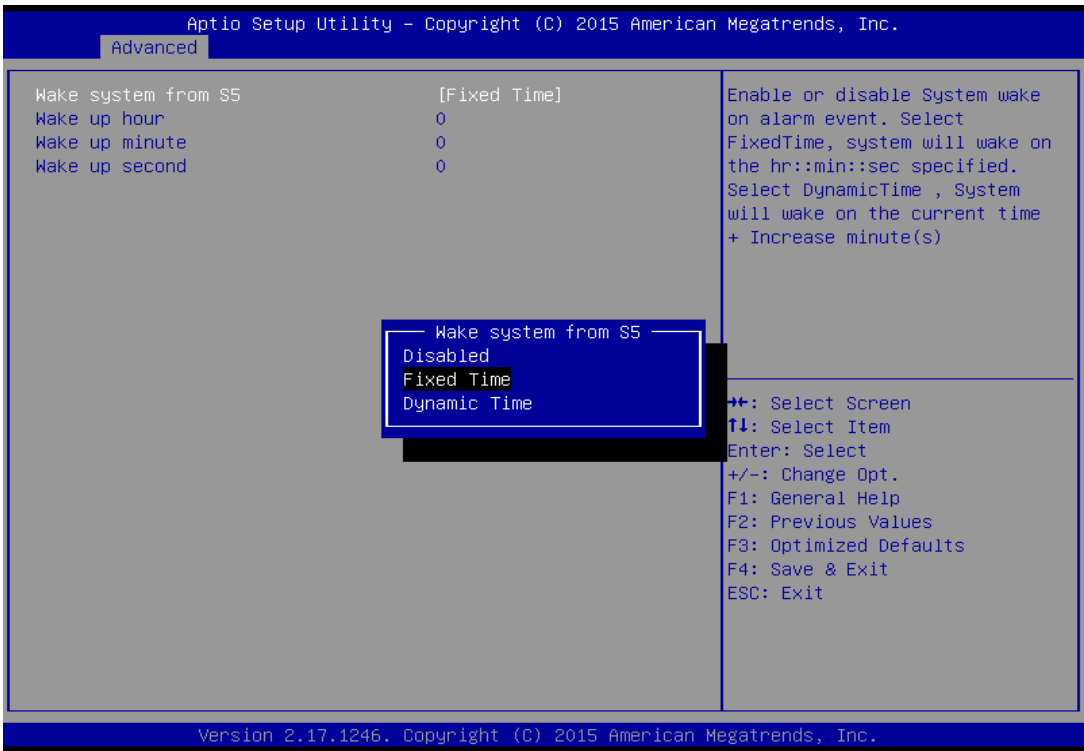 Aptio Setup Utility – Copyright (C) 2015 American Megatrends, Inc.
Advanced
Wake system from S5 [Fixed Time]
Wake up hour 0
Wake up minute 0
Wake up second 0
Enable or disable System wake
on alarm event. Select
FixedTime, system will wake on
the hr::min::sec specified.
Select DynamicTime , System
will wake on the current time
+ Increase minute(s)
Wake system from S5
Disabled
Fixed Time
Dynamic Time
→←: Select Screen
↑↓: Select Item
Enter: Select
+/-: Change Opt.
F1: General Help
F2: Previous Values
F3: Optimized Defaults
F4: Save & Exit
ESC: Exit
Version 2.17.1246. Copyright (C) 2015 American Megatrends, Inc.